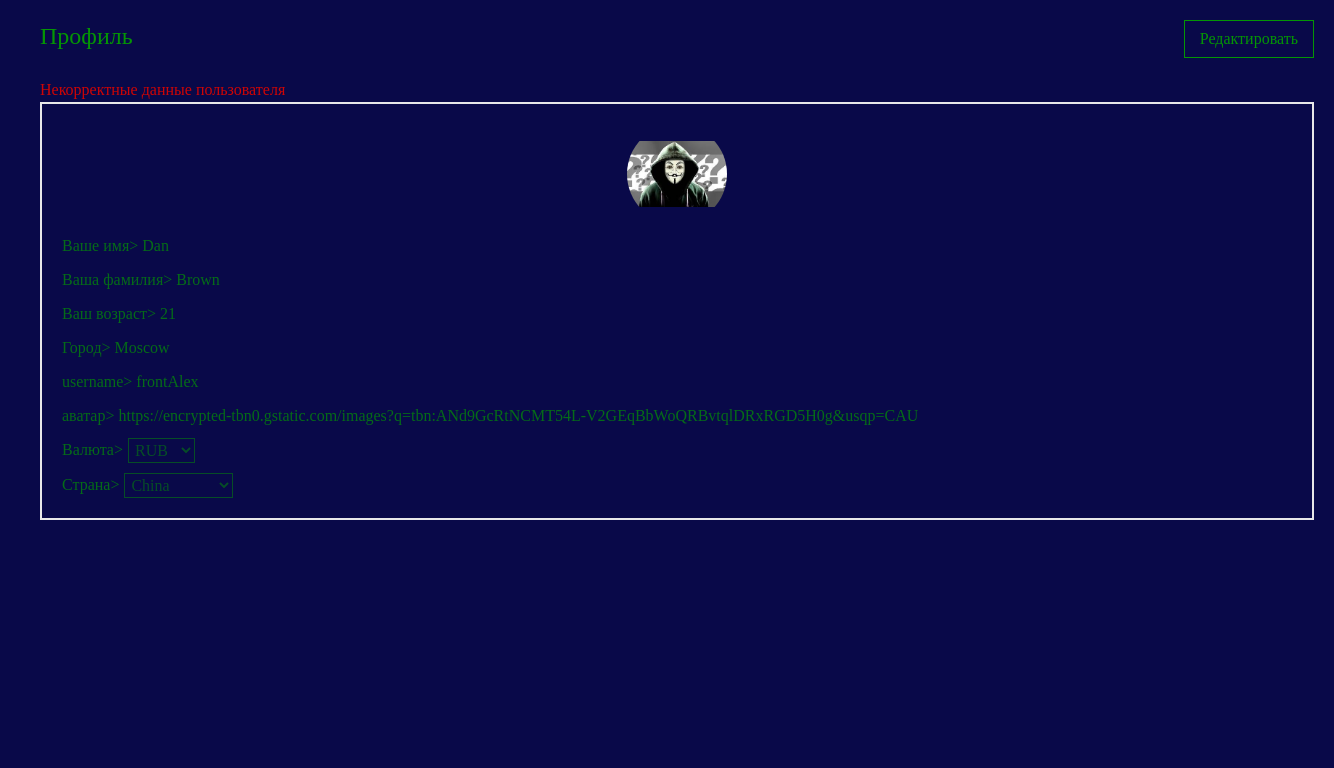 Профиль
Редактировать
Некорректные данные пользователя
Ваше имя> Dan
Ваша фамилия> Brown
Ваш возраст> 21
Город> Moscow
username> frontAlex
аватар> https://encrypted-tbn0.gstatic.com/images?q=tbn:ANd9GcRtNCMT54L-V2GEqBbWoQRBvtqlDRxRGD5H0g&usqp=CAU
Валюта> RUB
Страна> China